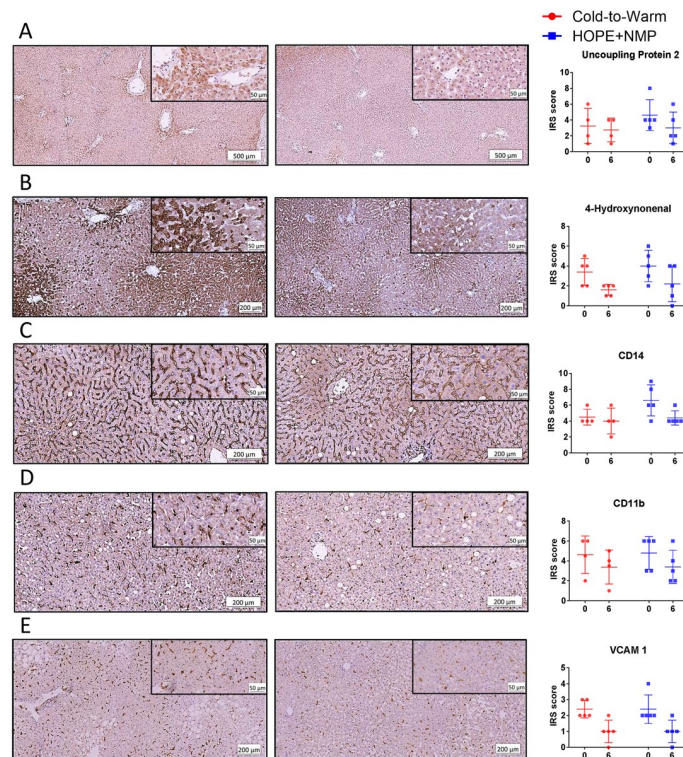 Cold-to-Warm
HOPE+NMP
A
50 µm
50 µm
500 µm
500 µm
Uncoupling Protein 2
IRS score
10
8
6
4
2
0
0 6 0 6
B
50 µm
50 µm
200 µm
200 µm
4-Hydroxynonenal
IRS score
8
6
4
2
0
0 6 0 6
C
50 µm
50 µm
200 µm
200 µm
CD14
IRS score
10
8
6
4
2
0
0 6 0 6
D
50 µm
50 µm
200 µm
200 µm
CD11b
IRS score
8
6
4
2
0
0 6 0 6
E
50 µm
50 µm
200 µm
200 µm
VCAM 1
IRS score
5
4
3
2
1
0
0 6 0 6